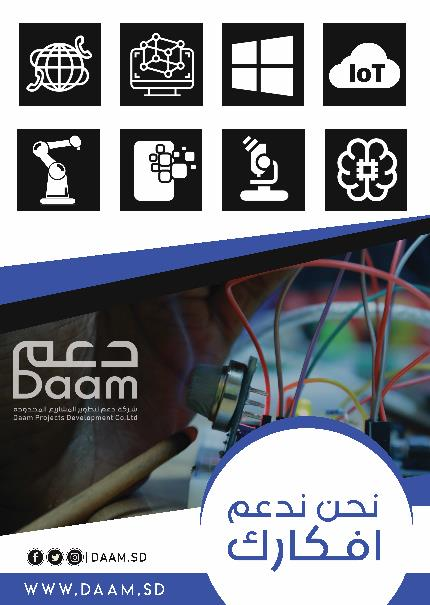 IoT
دعم
Daam
شركة دعم لتطوير المشاريع المحدودة
Daam Projects Development Co.Ltd
نحن ندعم
افكارك
DAAM.SD
WWW.DAAM.SD